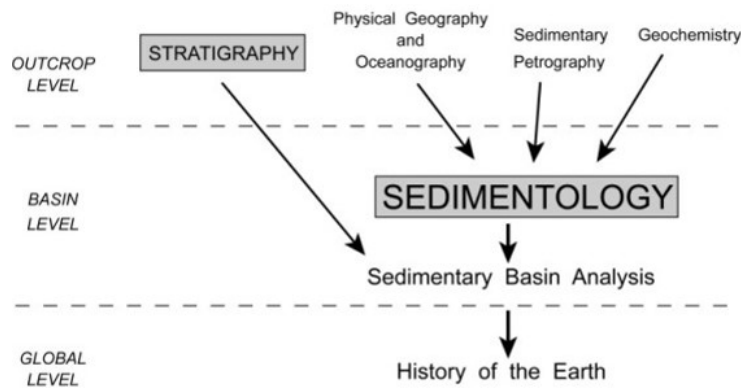 OUTCROP
LEVEL
STRATIGRAPHY
Physical Geography
and
Oceanography
Sedimentary
Petrography
Geochemistry
BASIN
LEVEL
SEDIMENTOLOGY
Sedimentary Basin Analysis
GLOBAL
LEVEL
History of the Earth